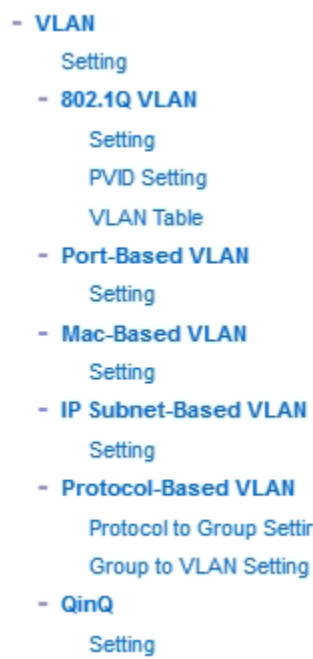 - VLAN
Setting
- 802.1Q VLAN
Setting
PVID Setting
VLAN Table
- Port-Based VLAN
Setting
- Mac-Based VLAN
Setting
- IP Subnet-Based VLAN
Setting
- Protocol-Based VLAN
Protocol to Group Settin
Group to VLAN Setting
- QinQ
Setting